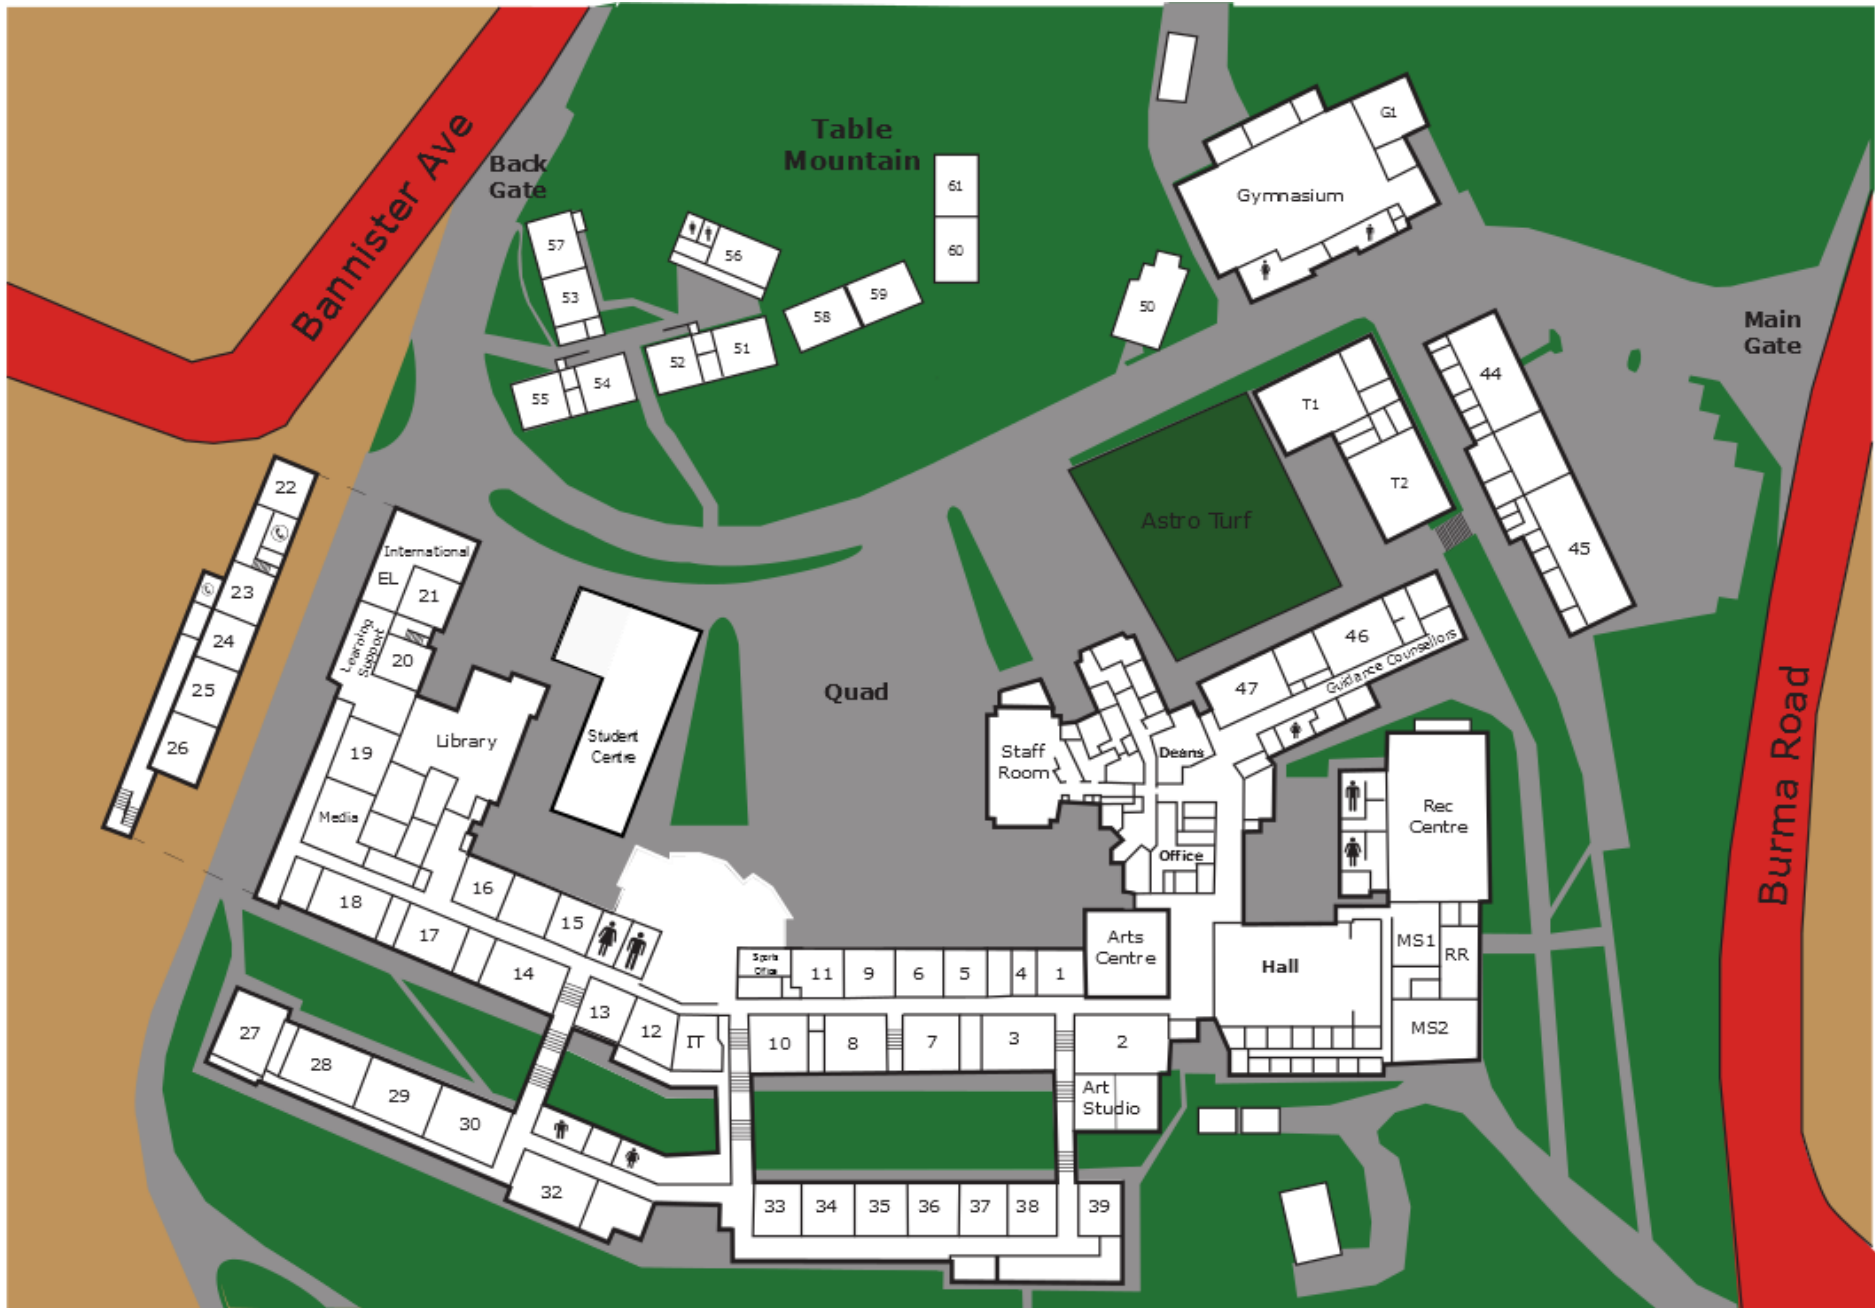 Bannister Ave
Back
Gate
Table
Mountain
61
60
57
53
56
59
58
52
51
55
54
50
G1
Gymnasium
Main
Gate
44
45
T1
T2
Astro Turf
Burma Road
22
23
24
25
26
International
EL
21
Learning
Support
20
19
Library
Media
Student
Centre
Quad
Staff
Room
Deans
Office
47
46
Guidance Counsellors
Rec
Centre
18
17
16
15
14
13
12
IT
Sports
Office
11
9
6
5
4
1
Arts
Centre
Hall
MS1
RR
MS2
10
8
7
3
2
Art
Studio
27
28
29
30
32
33
34
35
36
37
38
39